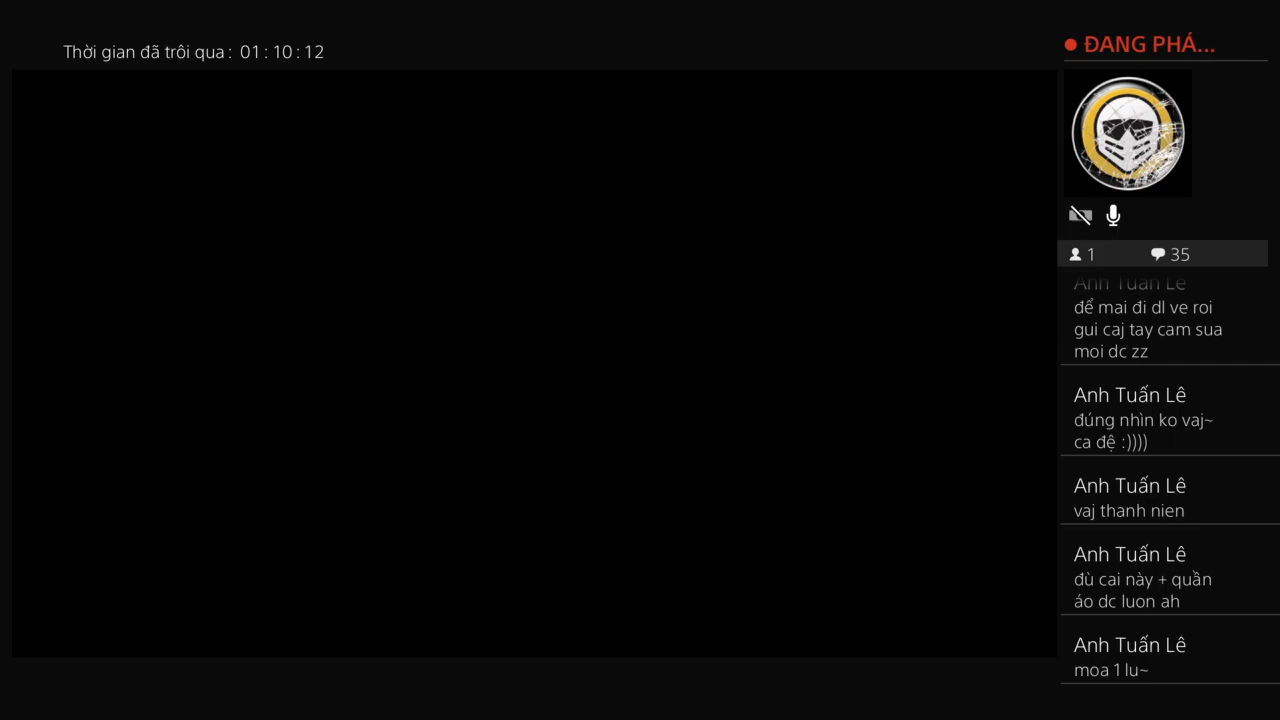 Thời gian đã trôi qua : 01 : 10 : 12
ĐANG PHÁ...
1
35
Anh Tuấn Lê
để mai đi dl ve roi
gui caj tay cam sua
moi dc zz
Anh Tuấn Lê
đúng nhìn ko vaj~
ca đệ :))))
Anh Tuấn Lê
vaj thanh nien
Anh Tuấn Lê
đù cai này + quần
áo dc luon ah
Anh Tuấn Lê
moa 1 lu~